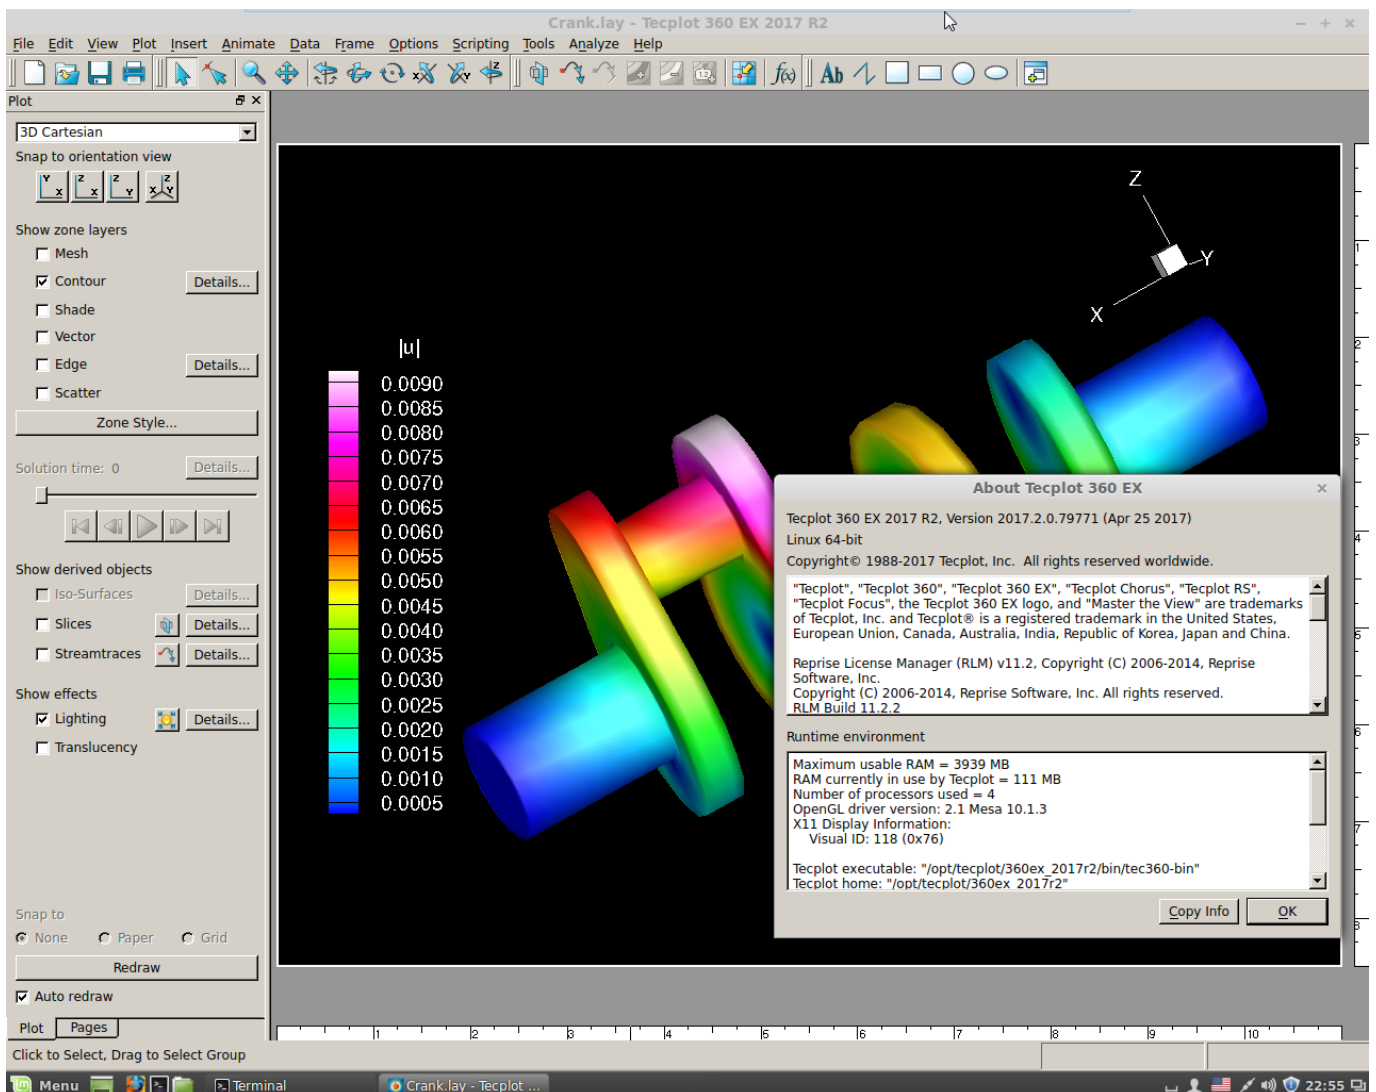 Crank.lay - Tecplot 360 EX 2017 R2
File Edit View Plot Insert Animate Data Frame Options Scripting Tools Analyze Help
Plot
3D Cartesian
Snap to orientation view
Y X Z X Z Y X Z Y
Show zone layers
Mesh
Contour Details...
Shade
Vector
Edge Details...
Scatter
Zone Style...
Solution time: 0 Details...
Show derived objects
Iso-Surfaces Details...
Slices Details...
Streamtraces Details...
Show effects
Lighting Details...
Translucency
Snap to
None Paper Grid
Redraw
Auto redraw
Plot Pages
Click to Select, Drag to Select Group
Z
Y
X
|u|
0.0090
0.0085
0.0080
0.0075
0.0070
0.0065
0.0060
0.0055
0.0050
0.0045
0.0040
0.0035
0.0030
0.0025
0.0020
0.0015
0.0010
0.0005
About Tecplot 360 EX
Tecplot 360 EX 2017 R2, Version 2017.2.0.79771 (Apr 25 2017)
Linux 64-bit
Copyright© 1988-2017 Tecplot, Inc. All rights reserved worldwide.
"Tecplot", "Tecplot 360", "Tecplot 360 EX", "Tecplot Chorus", "Tecplot RS",
"Tecplot Focus", the Tecplot 360 EX logo, and "Master the View" are trademarks
of Tecplot, Inc. and Tecplot® is a registered trademark in the United States,
European Union, Canada, Australia, India, Republic of Korea, Japan and China.
Reprise License Manager (RLM) v11.2, Copyright (C) 2006-2014, Reprise
Software, Inc.
Copyright (C) 2006-2014, Reprise Software, Inc. All rights reserved.
RLM Build 11.2.2
Runtime environment
Maximum usable RAM = 3939 MB
RAM currently in use by Tecplot = 111 MB
Number of processors used = 4
OpenGL driver version: 2.1 Mesa 10.1.3
X11 Display Information:
Visual ID: 118 (0x76)
Tecplot executable: "/opt/tecplot/360ex_2017r2/bin/tec360-bin"
Tecplot home: "/opt/tecplot/360ex_2017r2"
Copy Info OK
1
2
3
4
5
6
7
8
1 2 3 4 5 6 7 8 9 10
Menu Terminal Crank.lay - Tecplot ... 22:55